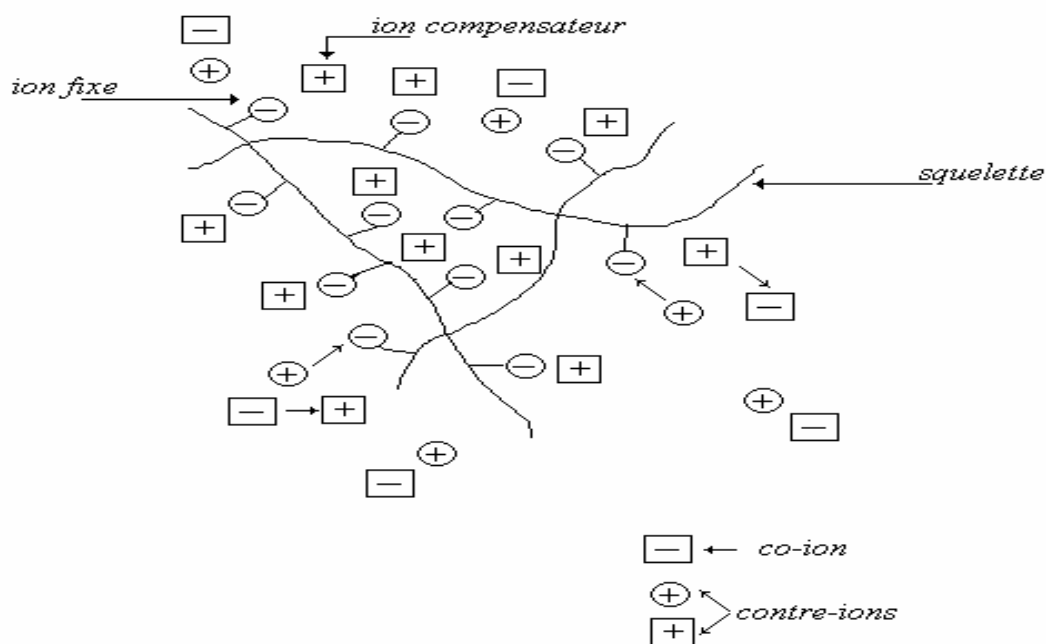 ion compensateur
ion fixe
squelette
co-ion
contre-ions